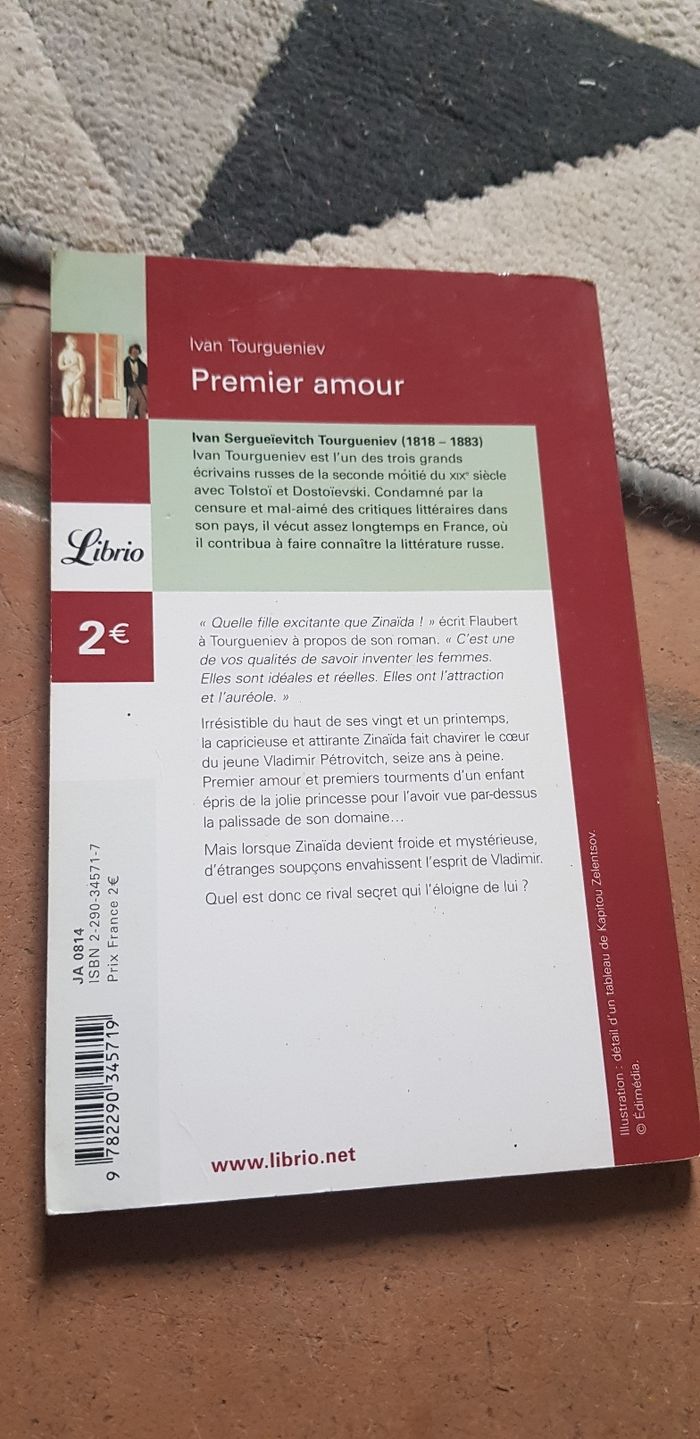 Ivan Tourgueniev
Premier amour
Ivan Sergueïevitch Tourgueniev (1818 – 1883)
Ivan Tourgueniev est l'un des trois grands
écrivains russes de la seconde moitié du XIXe siècle
avec Tolstoï et Dostoïevski. Condamné par la
censure et mal-aimé des critiques littéraires dans
son pays, il vécut assez longtemps en France, où
il contribua à faire connaître la littérature russe.
Librio
2€
« Quelle fille excitante que Zinaïda ! » écrit Flaubert
à Tourgueniev à propos de son roman. « C'est une
de vos qualités de savoir inventer les femmes.
Elles sont idéales et réelles. Elles ont l'attraction
et l'auréole. »
Irrésistible du haut de ses vingt et un printemps,
la capricieuse et attirante Zinaïda fait chavirer le cœur
du jeune Vladimir Pétrovitch, seize ans à peine.
Premier amour et premiers tourments d'un enfant
épris de la jolie princesse pour l'avoir vue par-dessus
la palissade de son domaine...
Mais lorsque Zinaïda devient froide et mystérieuse,
d'étranges soupçons envahissent l'esprit de Vladimir.
Quel est donc ce rival secret qui l'éloigne de lui ?
JA 0814
ISBN 2-290-34571-7
Prix France 2€
9 782290 345719
www.librio.net
Illustration : détail d'un tableau de Kapitou Zelentsov.
© Édimédia.